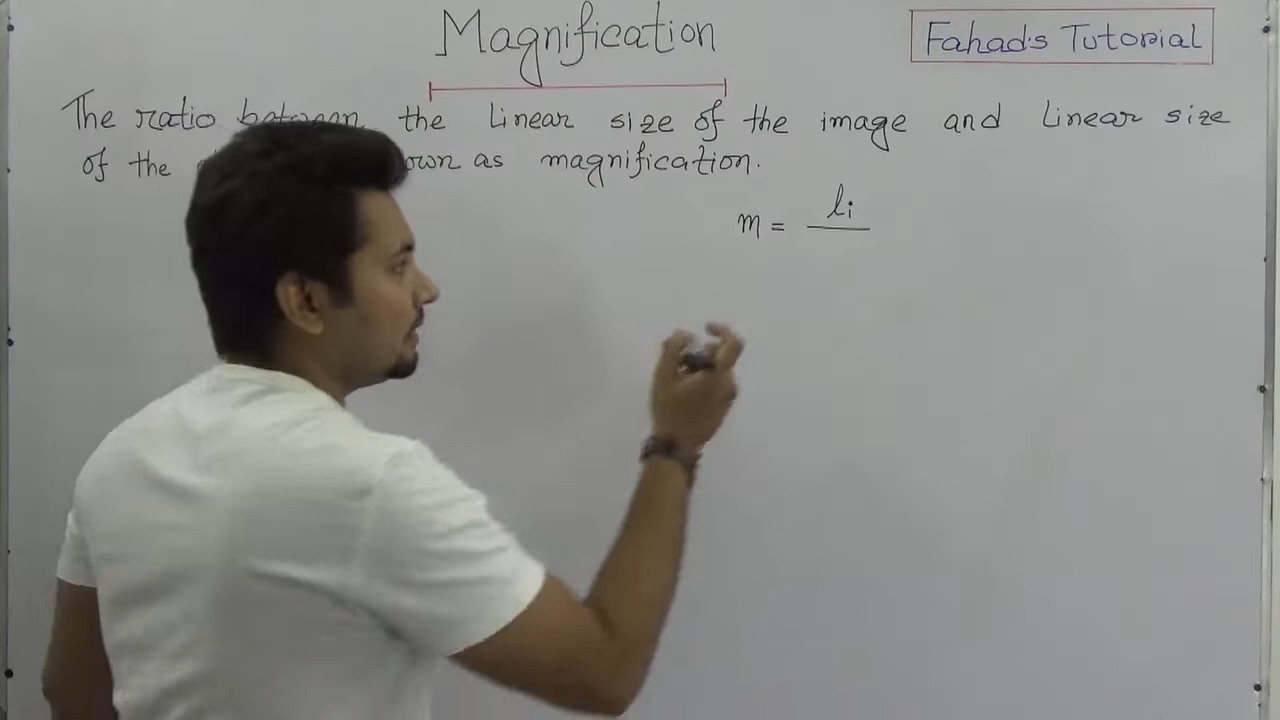 Magnification
Fahad's Tutorial
The ratio between the linear size of the image and linear size
of the as magnification.
m = li